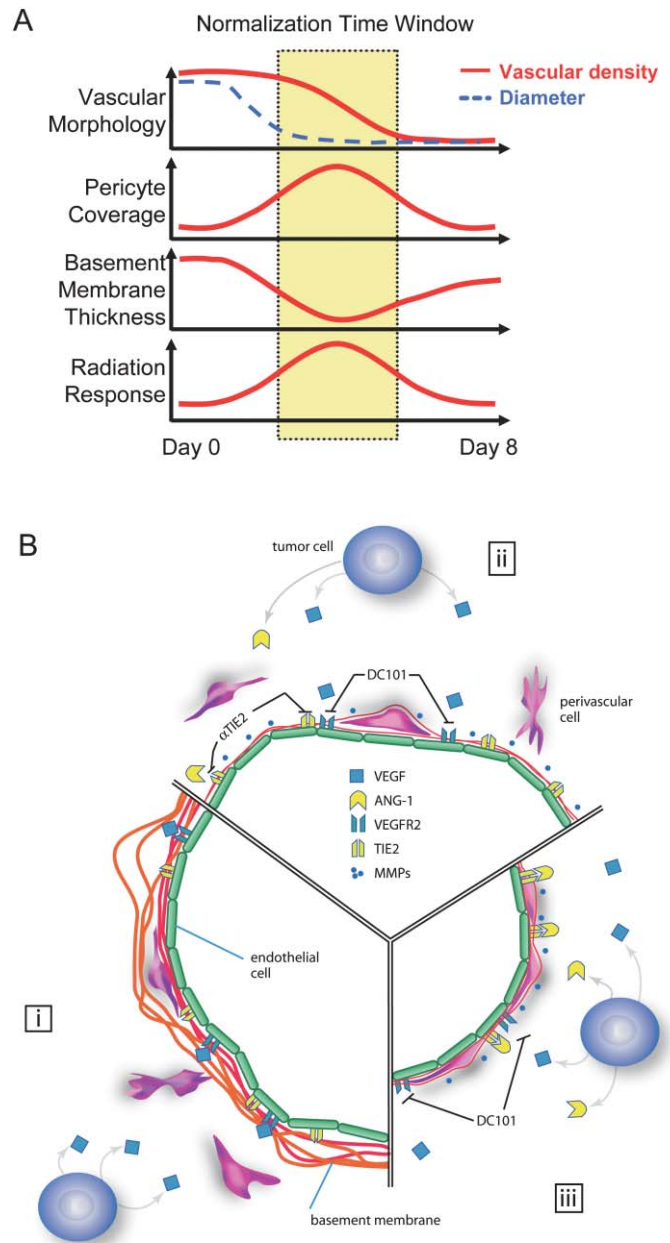 A
Normalization Time Window
Vascular density
Diameter
Vascular
Morphology
Pericyte
Coverage
Basement
Membrane
Thickness
Radiation
Response
Day 0
Day 8
B
tumor cell
ii
DC101
perivascular
cell
αTIE2
VEGF
ANG-1
VEGFR2
TIE2
MMPs
endothelial
cell
i
DC101
basement membrane
iii